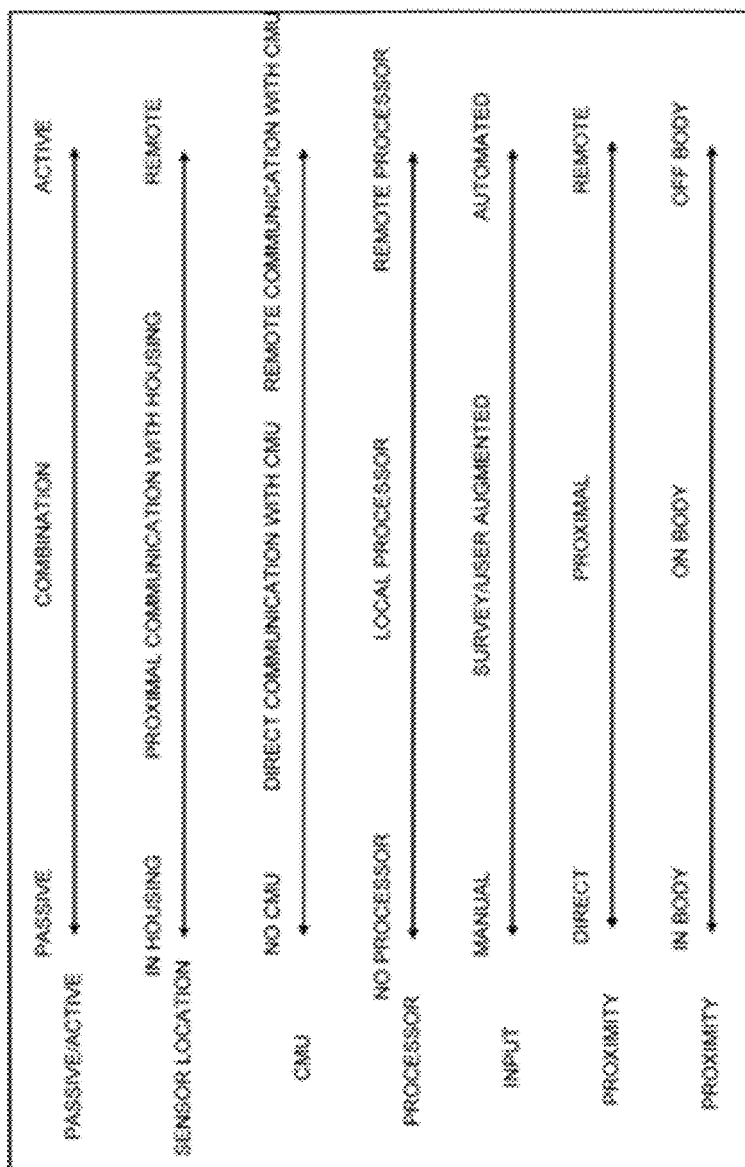 PASSIVE COMBINATION ACTIVE
PASSIVE/ACTIVE
IN HOUSING PROXIMAL COMMUNICATION WITH HOUSING REMOTE
SENSOR LOCATION
NO CMU DIRECT COMMUNICATION WITH CMU REMOTE COMMUNICATION WITH CMU
CMU
NO PROCESSOR LOCAL PROCESSOR REMOTE PROCESSOR
PROCESSOR
MANUAL SURVEY/USER AUGMENTED AUTOMATED
INPUT
DIRECT PROXIMAL REMOTE
PROXIMITY
IN BODY ON BODY OFF BODY
PROXIMITY